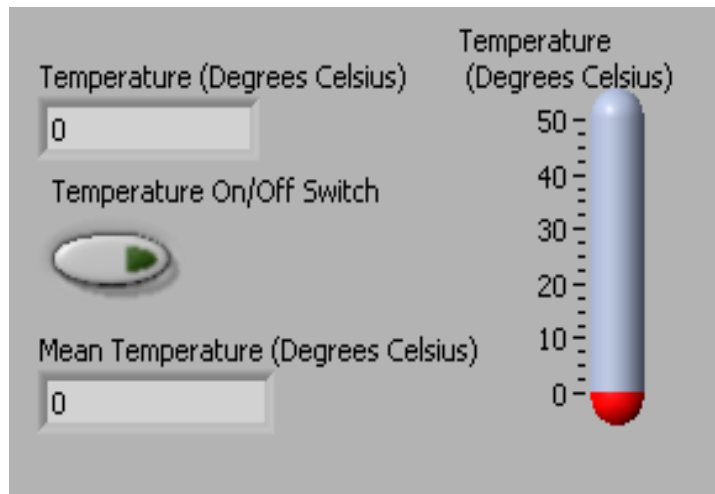 Temperature (Degrees Celsius)
0
Temperature On/Off Switch
Mean Temperature (Degrees Celsius)
0
Temperature
(Degrees Celsius)
50
40
30
20
10
0